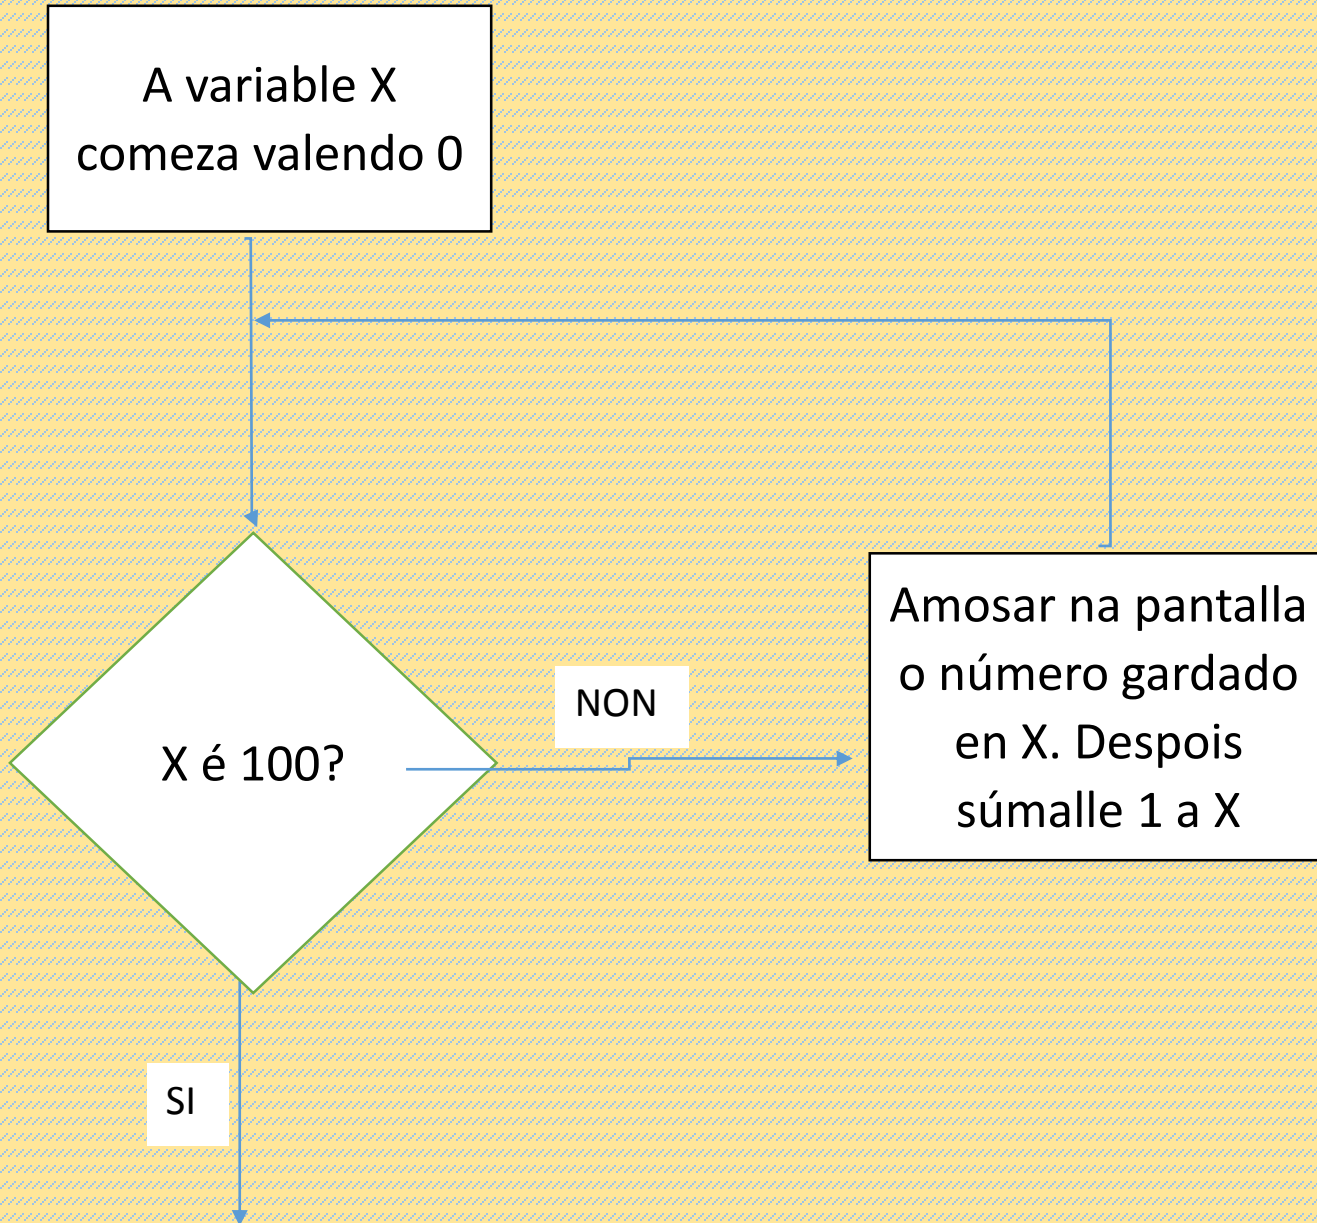 A variable X
comeza valendo 0
X é 100?
NON
Amosar na pantalla
o número gardado
en X. Despois
súmalle 1 a X
SI